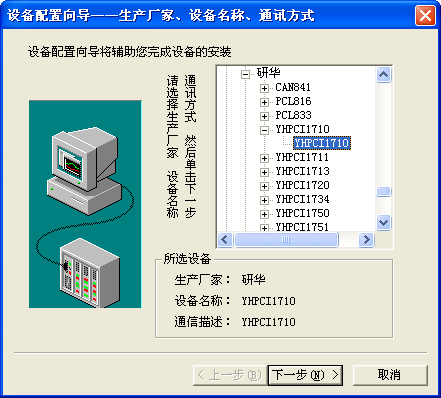 设备配置向导——生产厂家、设备名称、通讯方式
设备配置向导将辅助您完成设备的安装
请选择生产厂家 设备名称
通讯方式 然后单击下一步
研华
CAN841
PCL816
PCL833
YHPCI1710
YHPCI1710
YHPCI1711
YHPCI1713
YHPCI1720
YHPCI1734
YHPCI1750
YHPCI1751
所选设备
生产厂家： 研华
设备名称： YHPCI1710
通信描述： YHPCI1710
< 上一步(B)
下一步(N) >
取消